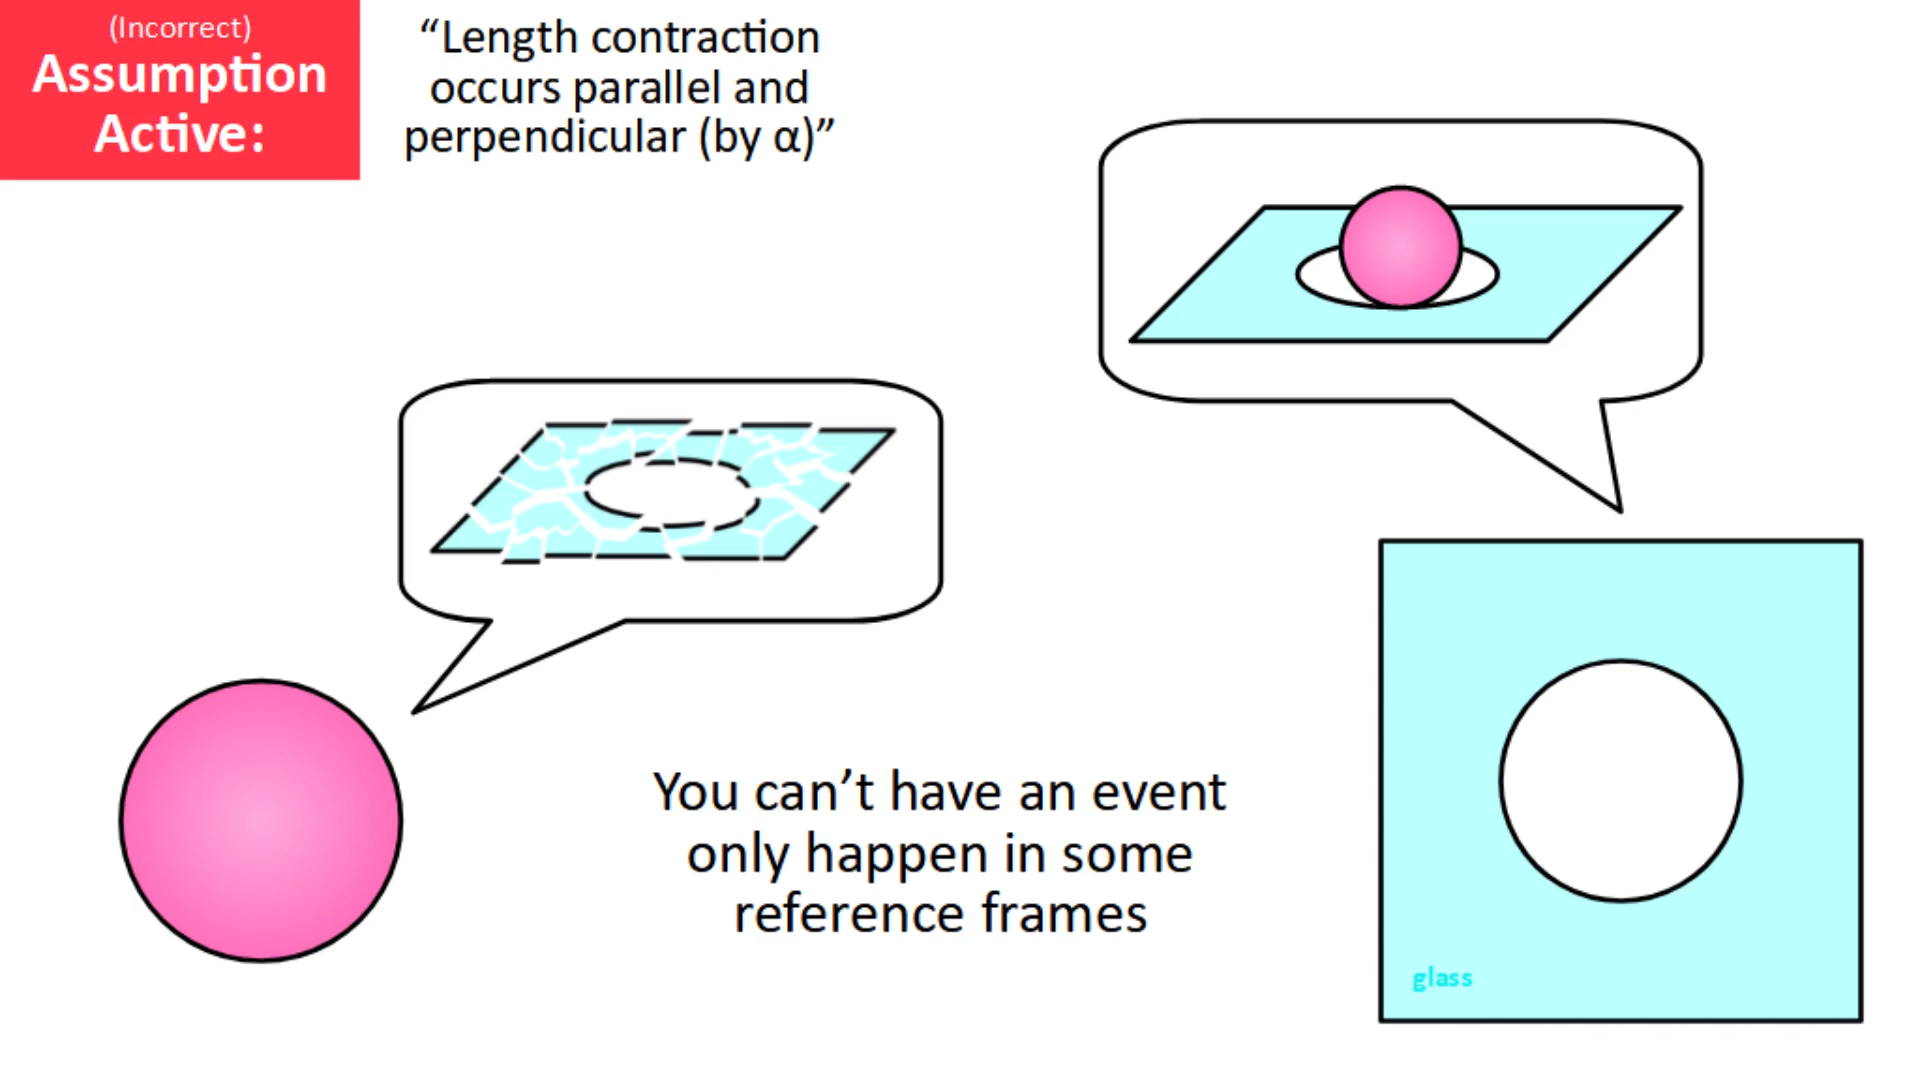 (Incorrect)
Assumption
Active:
“Length contraction
occurs parallel and
perpendicular (by α)”
You can’t have an event
only happen in some
reference frames
glass